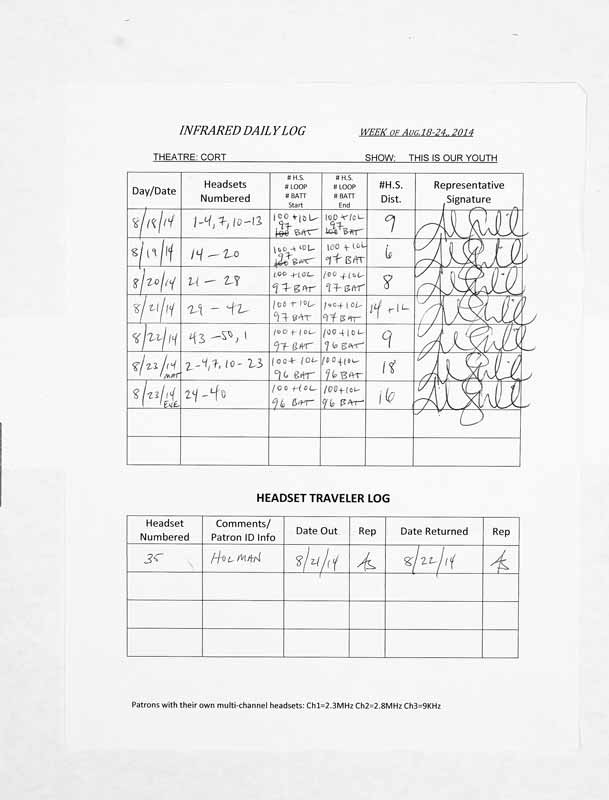 INFRARED DAILY LOG WEEK OF AUG.18-24,, 2014
THEATRE: CORT SHOW: THIS IS OUR YOUTH
Day/Date Headsets Numbered # H.S. # LOOP # BATT Start # H.S. # LOOP # BATT End #H.S. Dist. Representative Signature
8/18/14 1-4, 7, 10-13 100+10L 97 100 BAT 100+10L 97 100 BAT 9
8/19/14 14-20 100+10L 97 100 BAT 100+10L 97 BAT 6
8/20/14 21-28 100+10L 97 BAT 100+10L 97 BAT 8
8/21/14 29-42 100+10L 97 BAT 100+10L 97 BAT 14+1L
8/22/14 43-50, 1 100+10L 97 BAT 100+10L 96 BAT 9
8/23/14 MAT 2-4, 7, 10-23 100+10L 96 BAT 100+10L 96 BAT 18
8/23/14 EVE 24-40 100+10L 96 BAT 100+10L 96 BAT 16
HEADSET TRAVELER LOG
Headset Numbered Comments/ Patron ID Info Date Out Rep Date Returned Rep
35 HOLMAN 8/21/14 AS 8/22/14 AS
Patrons with their own multi-channel headsets: Ch1=2.3MHz Ch2=2.8MHz Ch3=9KHz